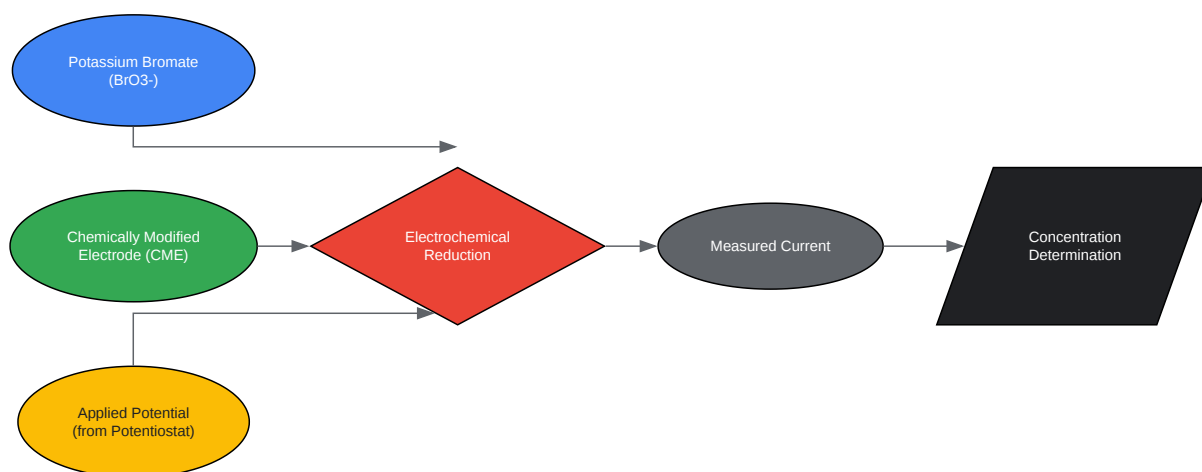 Potassium Bromate
(BrO3-)
Chemically Modified
Electrode (CME)
Electrochemical
Reduction
Measured Current
Concentration
Determination
Applied Potential
(from Potentiostat)